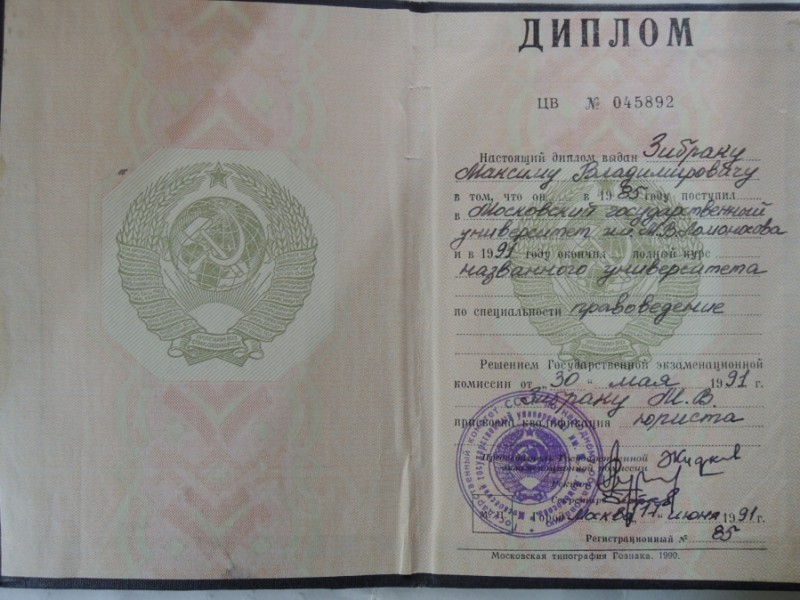 ДИПЛОМ
ЦВ № 045892
Настоящий диплом выдан Зибрану
Максиму Владимировичу
в том, что он в 1985 году поступил
в Московский государственный
университет им. М.В.Ломоносова
и в 1991 году окончил полный курс
названного университета
по специальности правоведение
Решением Государственной экзаменационной
комиссии от „30“ мая 1991 г.
Зибрану М.В.
присвоена квалификация юриста
Председатель Государственной
экзаменационной комиссии
Ректор
Секретарь
М.П. Город Москва июня 1991 г.
Регистрационный № 85
Московская типография Гознака. 1990.